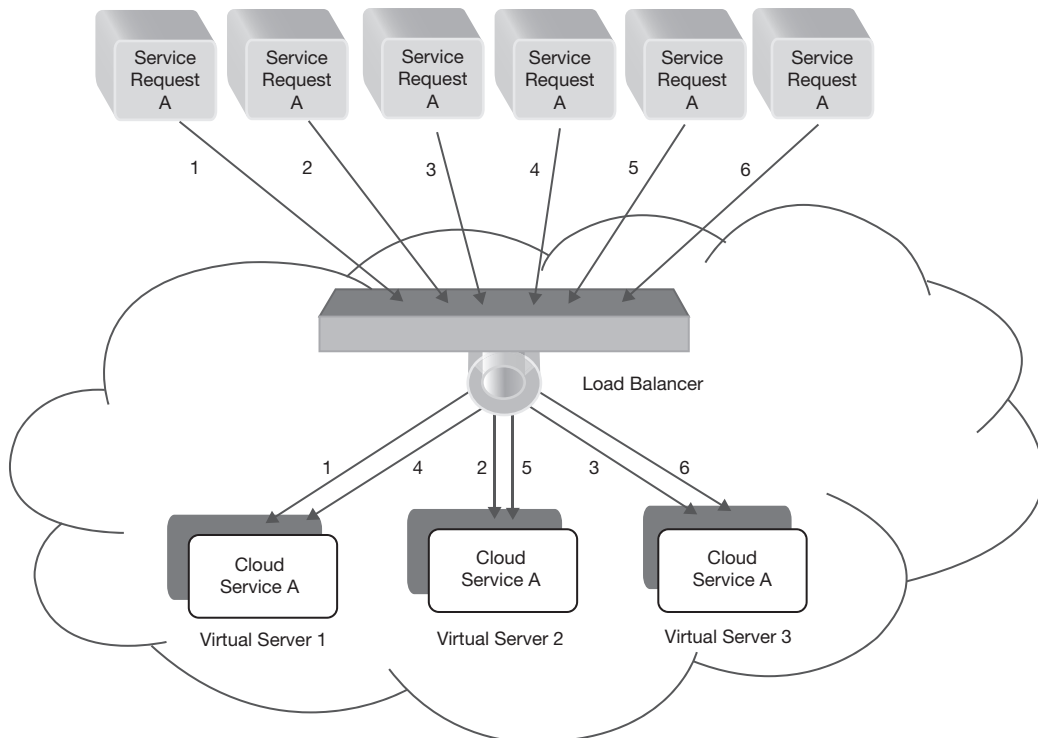 Service
Request
A
Service
Request
A
Service
Request
A
Service
Request
A
Service
Request
A
Service
Request
A
1
2
3
4
5
6
Load Balancer
1
4
2
5
3
6
Cloud
Service A
Cloud
Service A
Cloud
Service A
Virtual Server 1
Virtual Server 2
Virtual Server 3